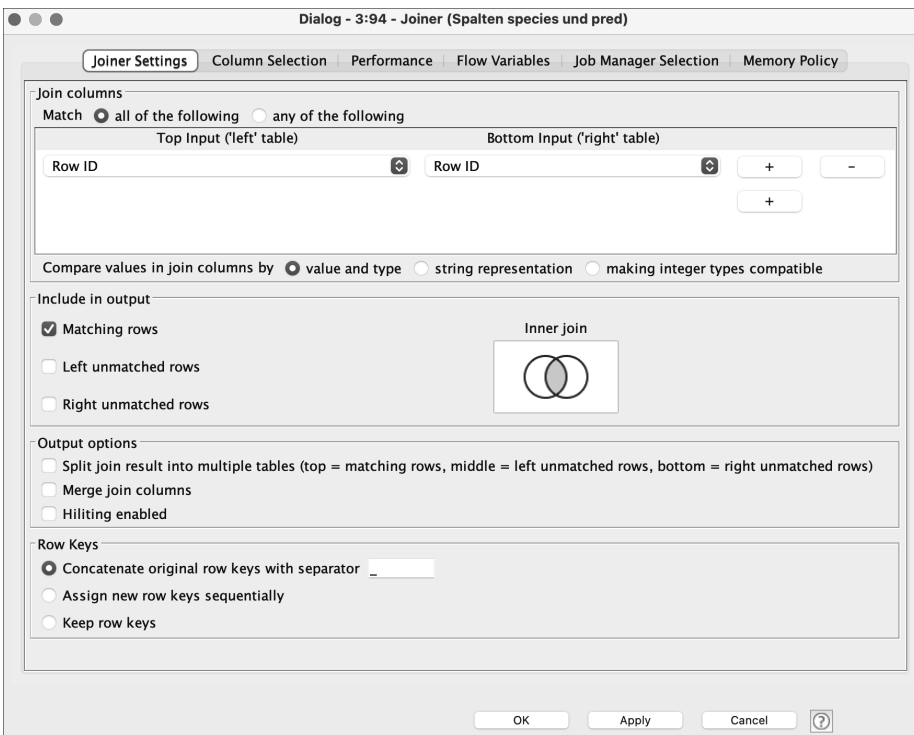 Dialog - 3:94 - Joiner (Spalten species und pred)
Joiner Settings Column Selection Performance Flow Variables Job Manager Selection Memory Policy
Join columns
Match all of the following any of the following
Top Input ('left' table) Bottom Input ('right' table)
Row ID Row ID + -
+
Compare values in join columns by value and type string representation making integer types compatible
Include in output
Matching rows
Inner join
Left unmatched rows
Right unmatched rows
Output options
Split join result into multiple tables (top = matching rows, middle = left unmatched rows, bottom = right unmatched rows)
Merge join columns
Hiliting enabled
Row Keys
Concatenate original row keys with separator _
Assign new row keys sequentially
Keep row keys
OK Apply Cancel ?